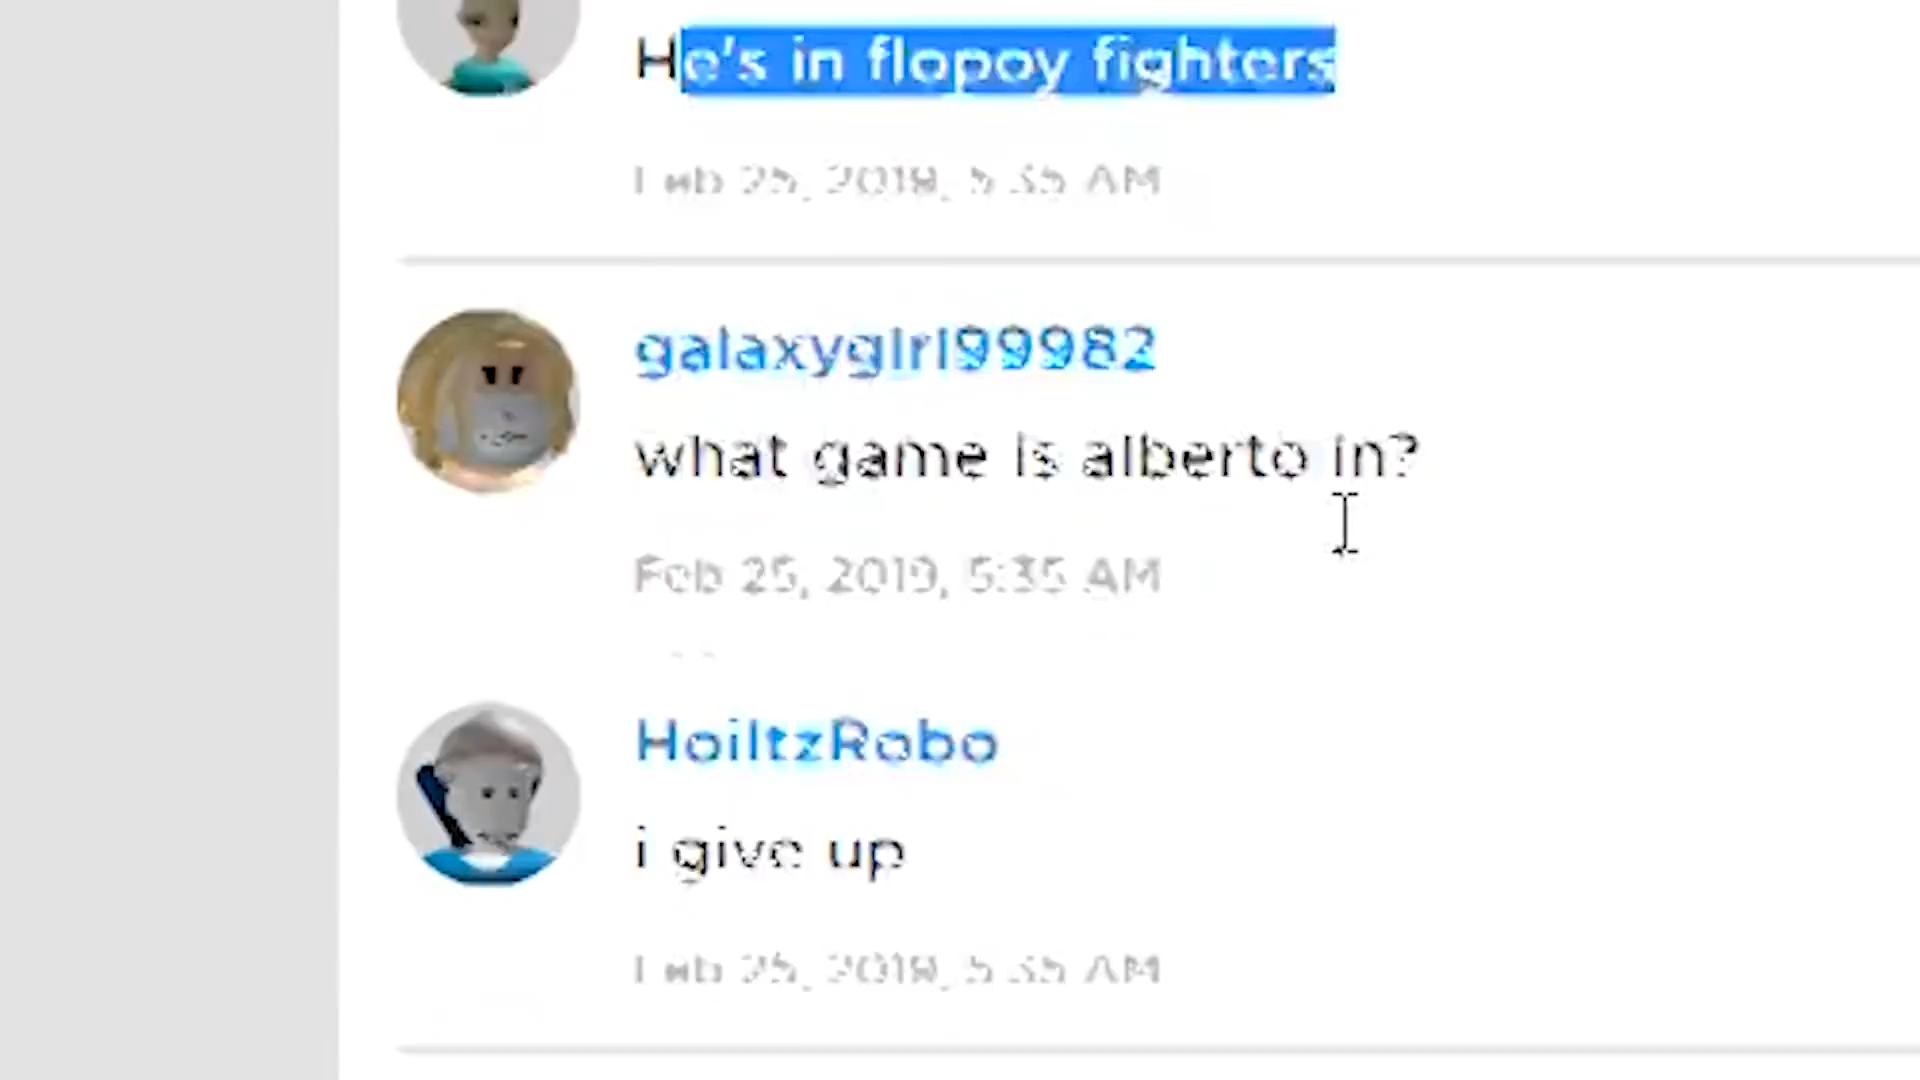 He's in flopoy fighters
Feb 25, 2019, 5:35 AM
galaxygirl99982
what game is alberto in?
Feb 25, 2019, 5:35 AM
HoiItzRobo
i give up
Feb 25, 2019, 5:35 AM